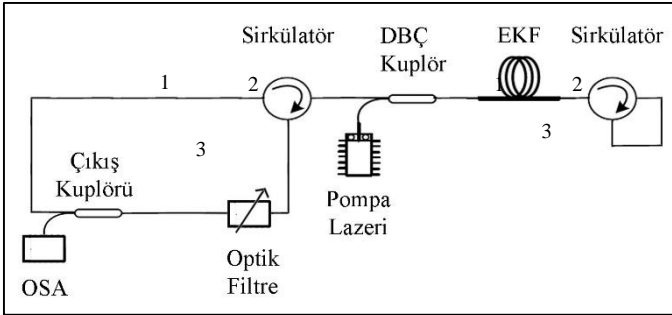 Sirkülatör
DBÇ
Kuplör
EKF
Sirkülatör
1
2
1
2
3
3
Çıkış
Kuplörü
Pompa
Lazeri
OSA
Optik
Filtre